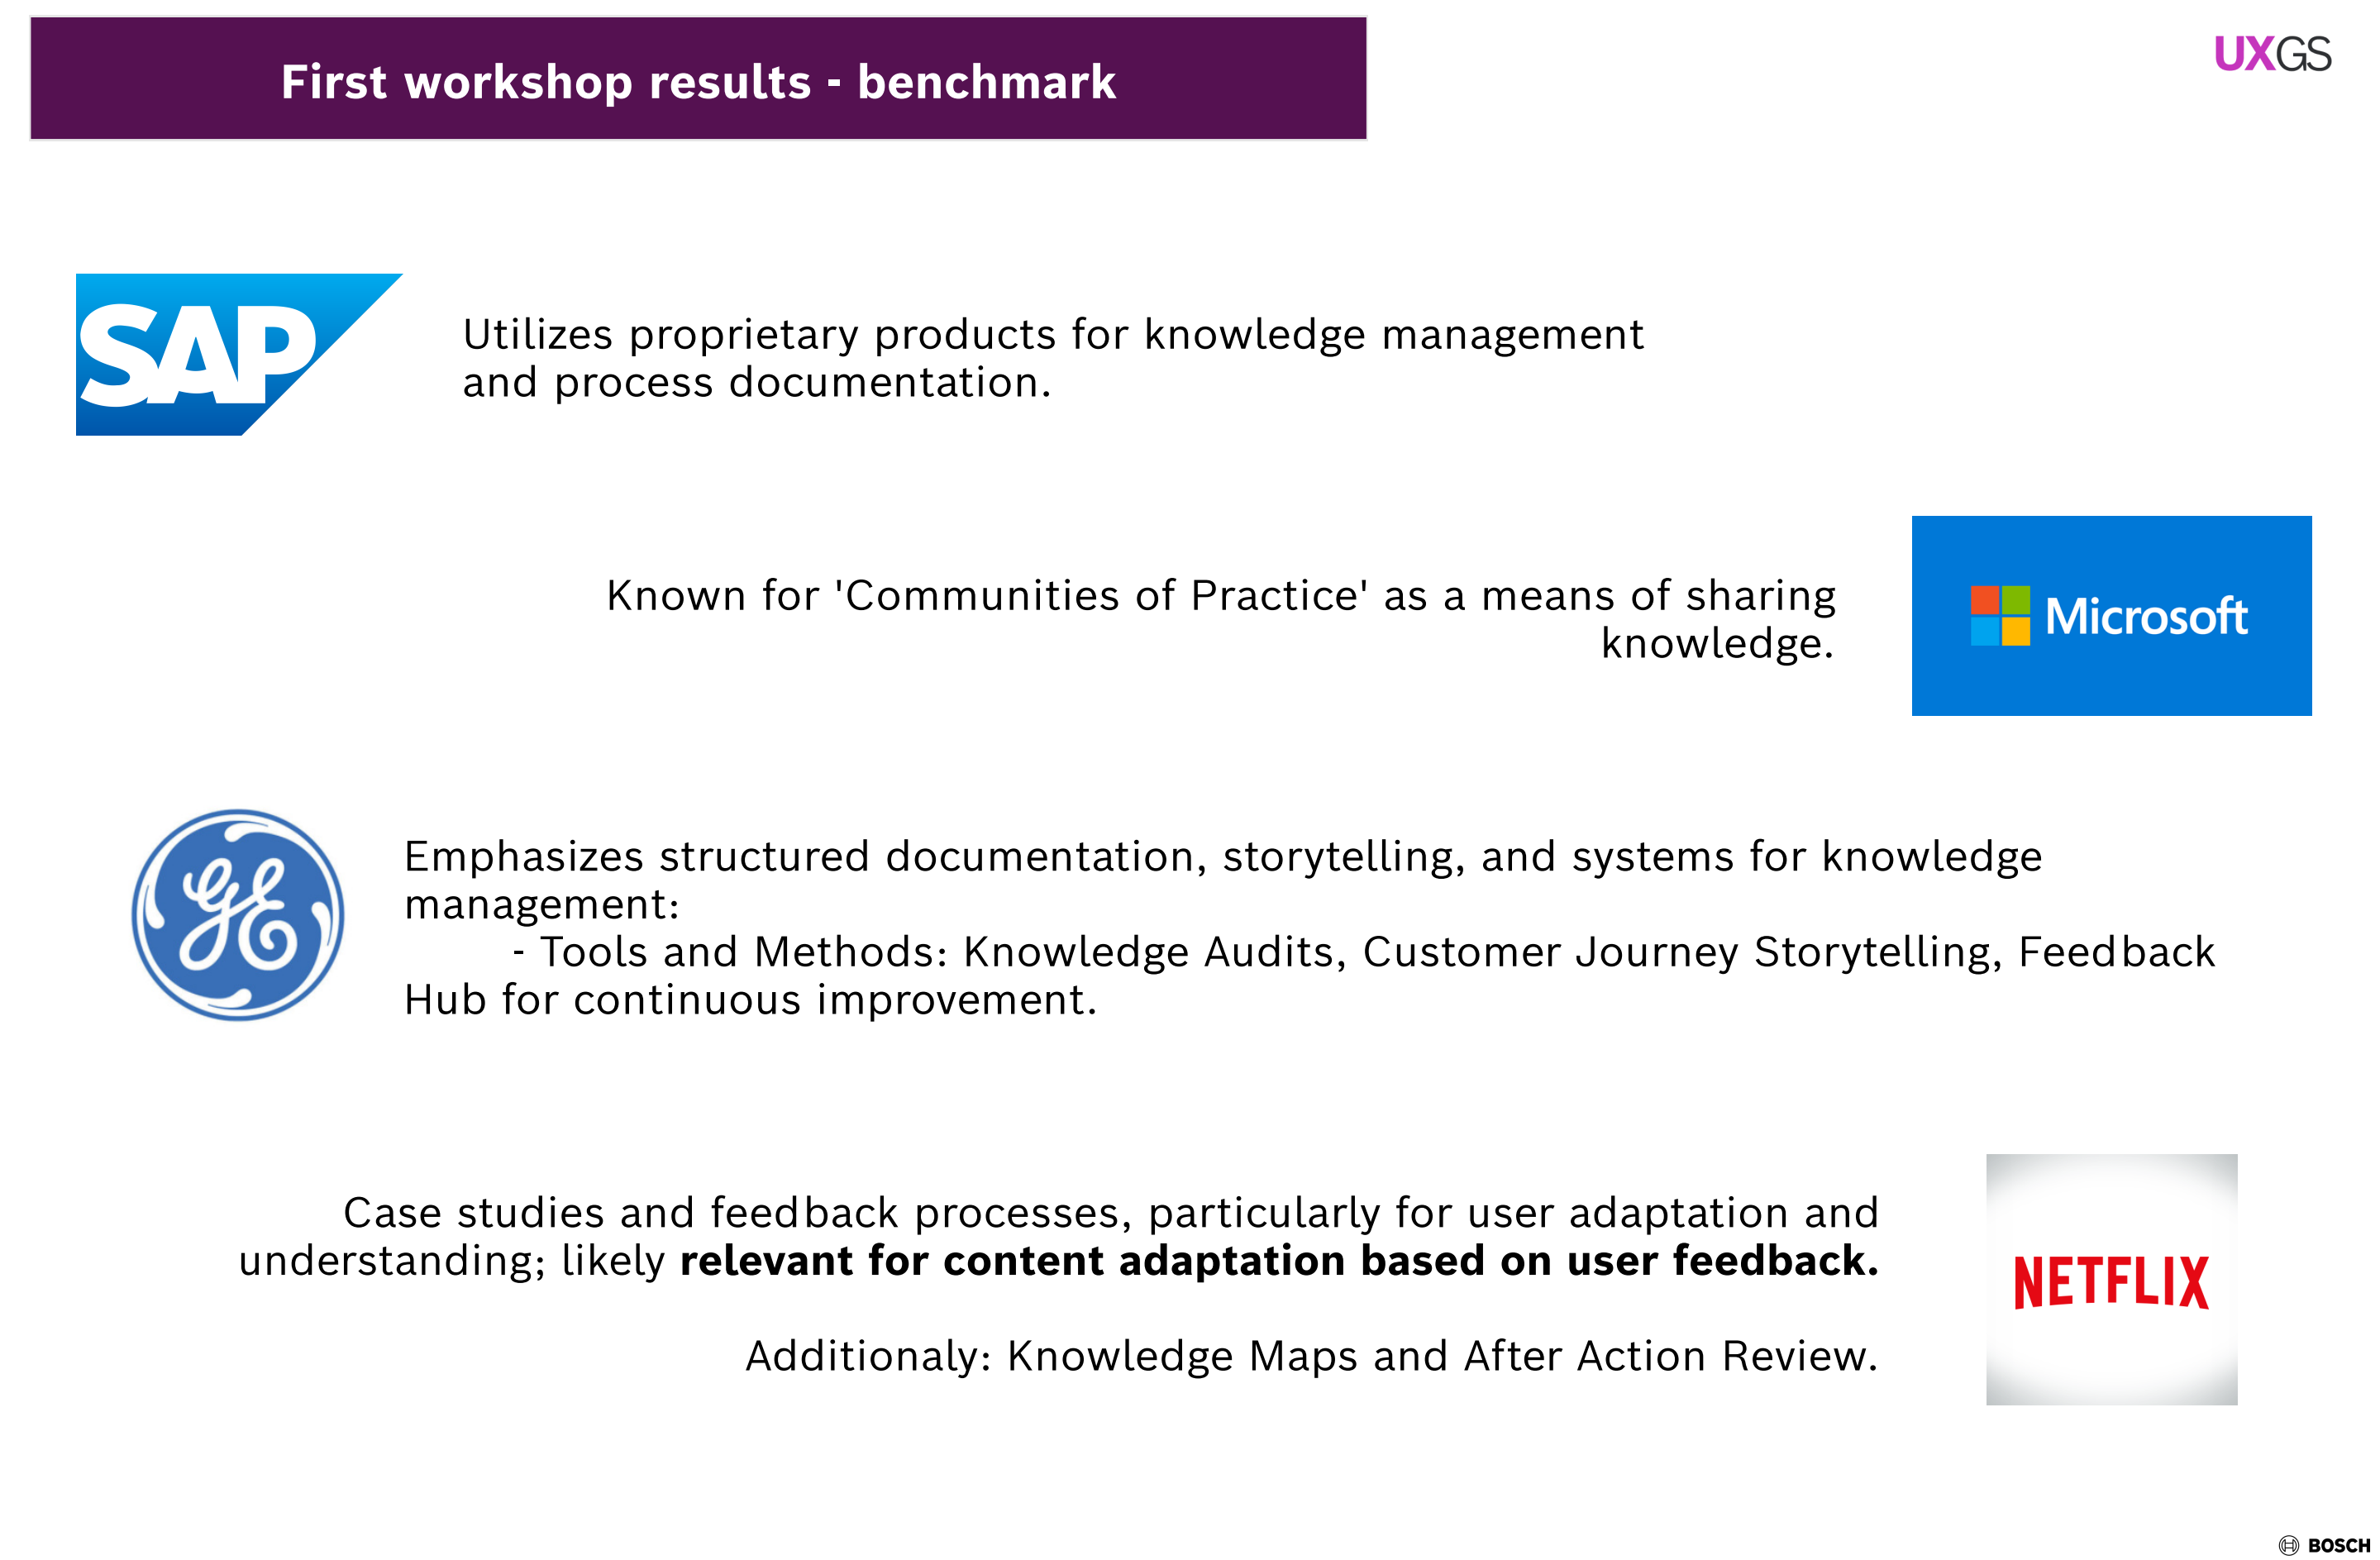 First workshop results - benchmark
UXGS
SAP
Utilizes proprietary products for knowledge management
and process documentation.
Known for 'Communities of Practice' as a means of sharing
knowledge.
Microsoft
GE
Emphasizes structured documentation, storytelling, and systems for knowledge
management:
- Tools and Methods: Knowledge Audits, Customer Journey Storytelling, Feedback
Hub for continuous improvement.
Case studies and feedback processes, particularly for user adaptation and
understanding; likely relevant for content adaptation based on user feedback.
Additionaly: Knowledge Maps and After Action Review.
NETFLIX
BOSCH